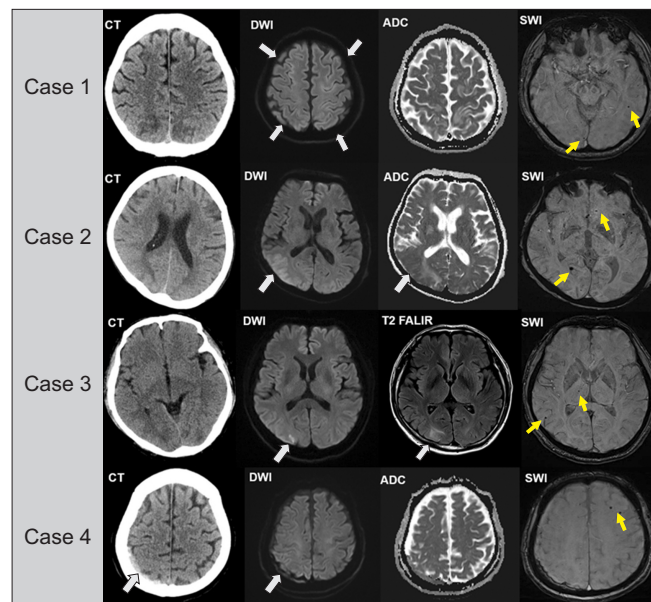 CT DWI ADC SWI
Case 1
CT DWI ADC SWI
Case 2
CT DWI T2 FALIR SWI
Case 3
CT DWI ADC SWI
Case 4